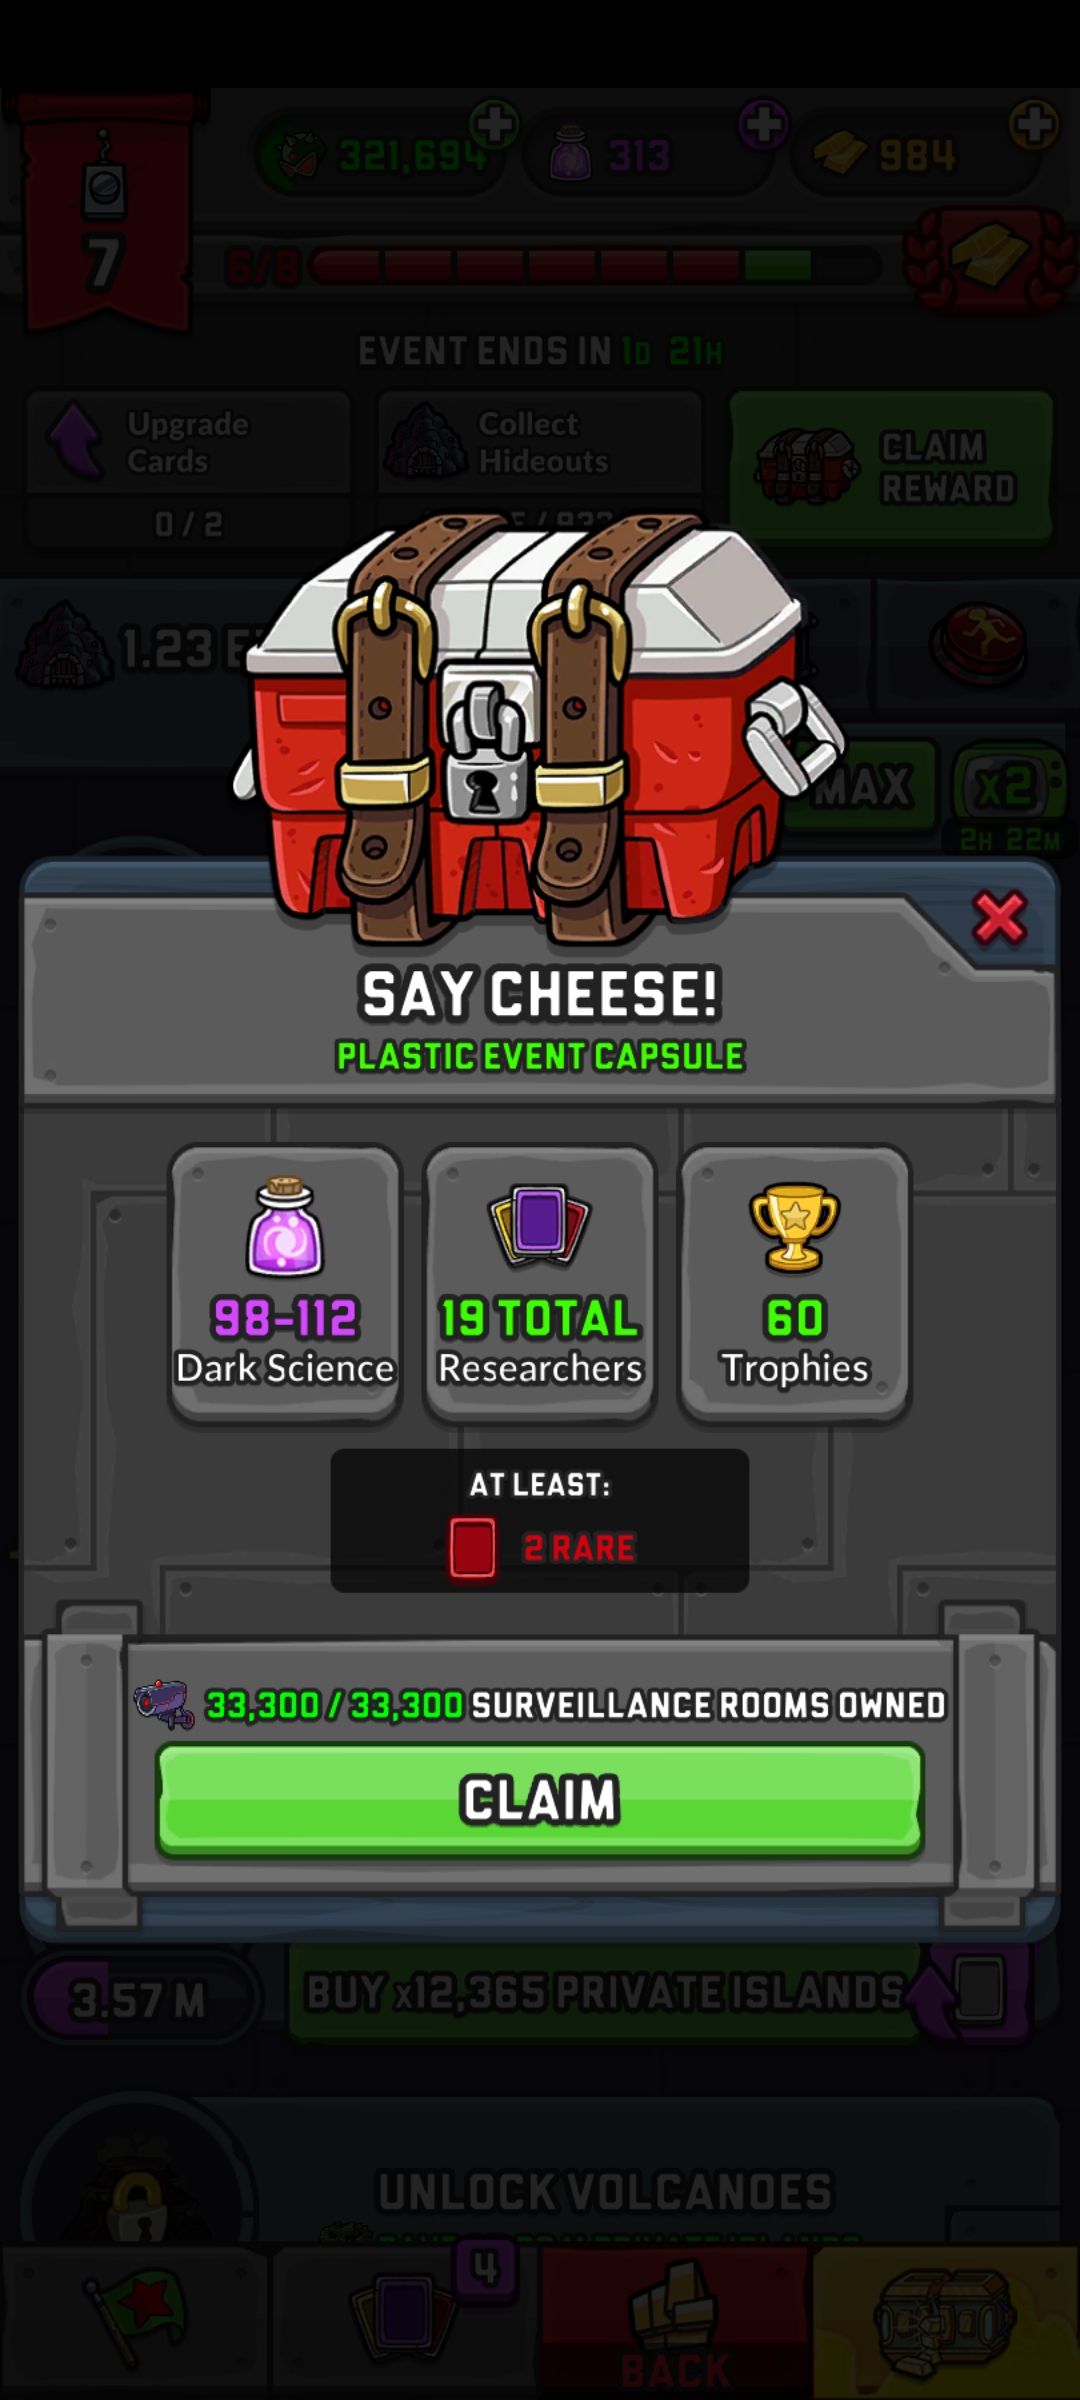 321,694
313
984
7
6/8
EVENT ENDS IN 1D 21H
Upgrade
Cards
0 / 2
Collect
Hideouts
CLAIM
REWARD
1.23
MAX
x2
2H 22M
SAY CHEESE!
PLASTIC EVENT CAPSULE
98-112
Dark Science
19 TOTAL
Researchers
60
Trophies
AT LEAST:
2 RARE
33,300 / 33,300 SURVEILLANCE ROOMS OWNED
CLAIM
3.57 M
BUY x12,365 PRIVATE ISLANDS
UNLOCK VOLCANOES
4
BACK